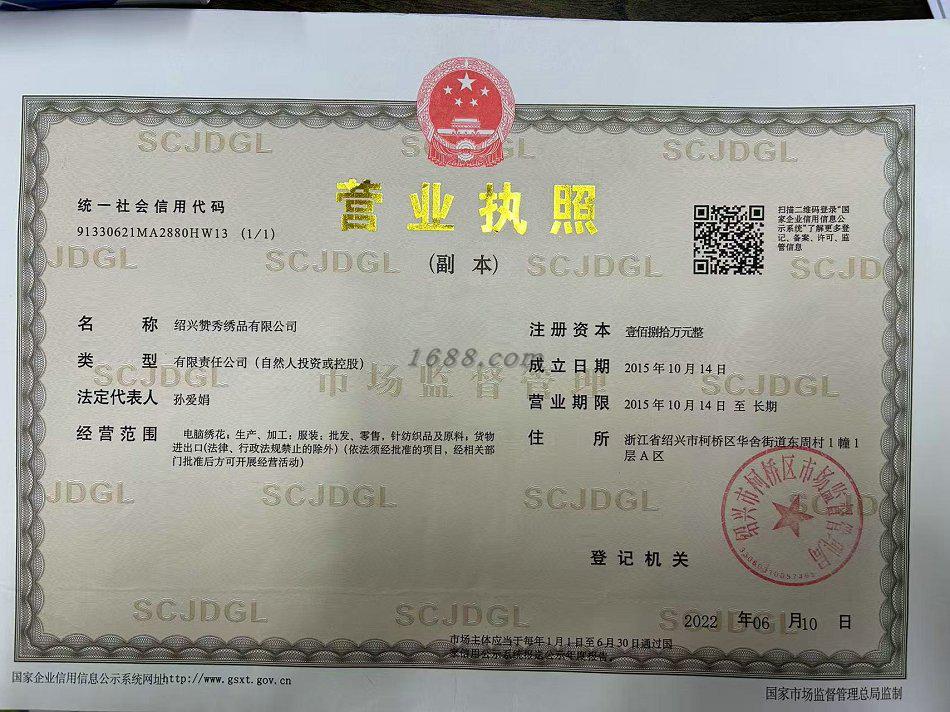 营业执照
(副 本)
统一社会信用代码
91330621MA2880HW13 (1/1)
扫描二维码登录“国
家企业信用信息公
示系统”了解更多登
记、备案、许可、监
管信息
名 称 绍兴赞秀绣品有限公司
类 型 有限责任公司(自然人投资或控股)
法定代表人 孙爱娟
经营范围 电脑绣花;生产、加工:服装;批发、零售,针纺织品及原料;货物
进出口(法律、行政法规禁止的除外)(依法须经批准的项目,经相关部
门批准后方可开展经营活动)
注册资本 壹佰捌拾万元整
成立日期 2015年10月14日
营业期限 2015年10月14日 至 长期
住 所 浙江省绍兴市柯桥区华舍街道东周村1幢1
层A区
1688.com
市场监督管理
SCJDGL
绍兴市柯桥区市场监督管理局
登记机关
2022 年06 月10 日
市场主体应当于每年1月1日至6月30日通过国
家信用公示系统报送公示年度报告。
国家企业信用信息公示系统网址http://www.gsxt.gov.cn
国家市场监督管理总局监制